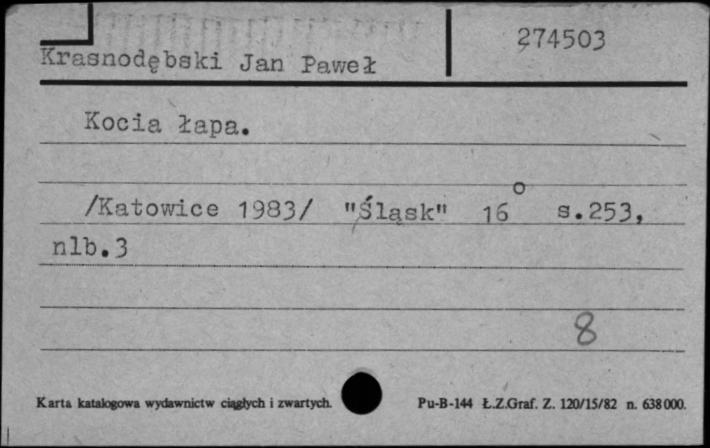 274503
Krasnodębski Jan Paweł
Kocia łapa.
/Katowice 1983/ "Śląsk" 16° s.253,
nlb.3
8
Karta katalogowa wydawnictw ciągłych i zwartych. Pu-B-144 Ł.Z.Graf. Z. 120/15/82 n. 638000.